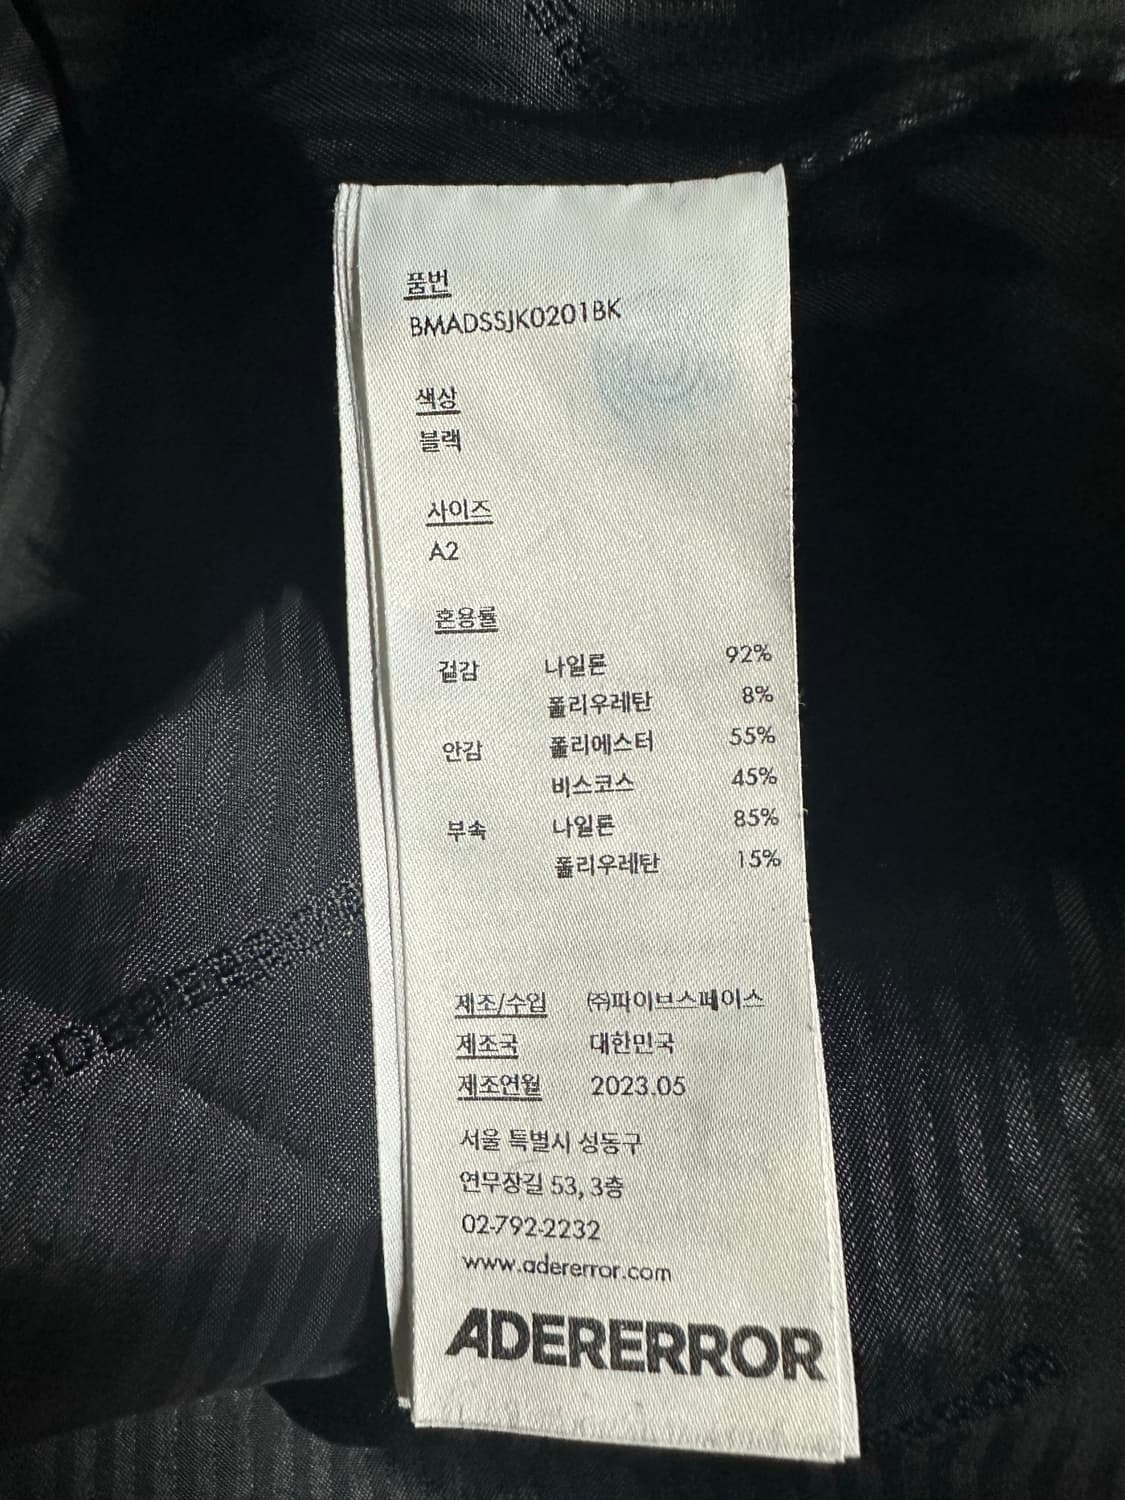 품번
BMADSSJK0201BK
색상
블랙
사이즈
A2
혼용률
겉감 나일론 92%
폴리우레탄 8%
안감 폴리에스터 55%
비스코스 45%
부속 나일론 85%
폴리우레탄 15%
제조/수입 ㈜파이브스페이스
제조국 대한민국
제조연월 2023.05
서울 특별시 성동구
연무장길 53, 3층
02-792-2232
www.adererror.com
ADERERROR
ADERERROR